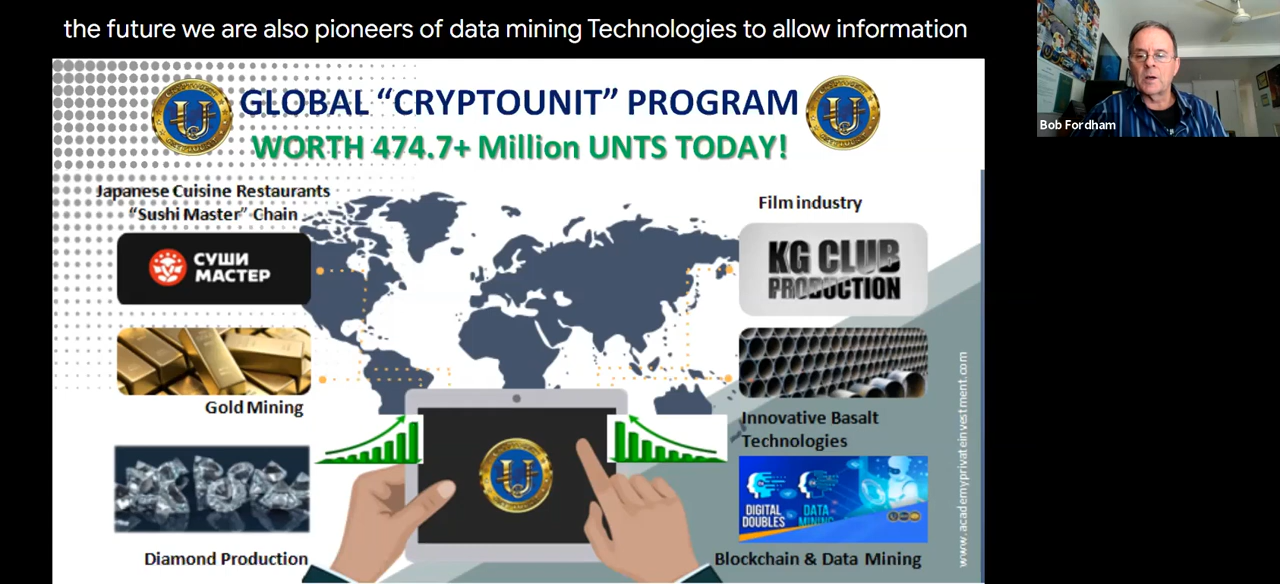 the future we are also pioneers of data mining Technologies to allow information
GLOBAL “CRYPTOUNIT” PROGRAM
WORTH 474.7+ Million UNTS TODAY!
Bob Fordham
Japanese Cuisine Restaurants
“Sushi Master” Chain
СУШИ
МАСТЕР
Gold Mining
Diamond Production
Film industry
KG CLUB
PRODUCTION
Innovative Basalt
Technologies
DIGITAL
DOUBLES
DATA
MINING
Blockchain & Data Mining
www.academyprivateinvestment.com